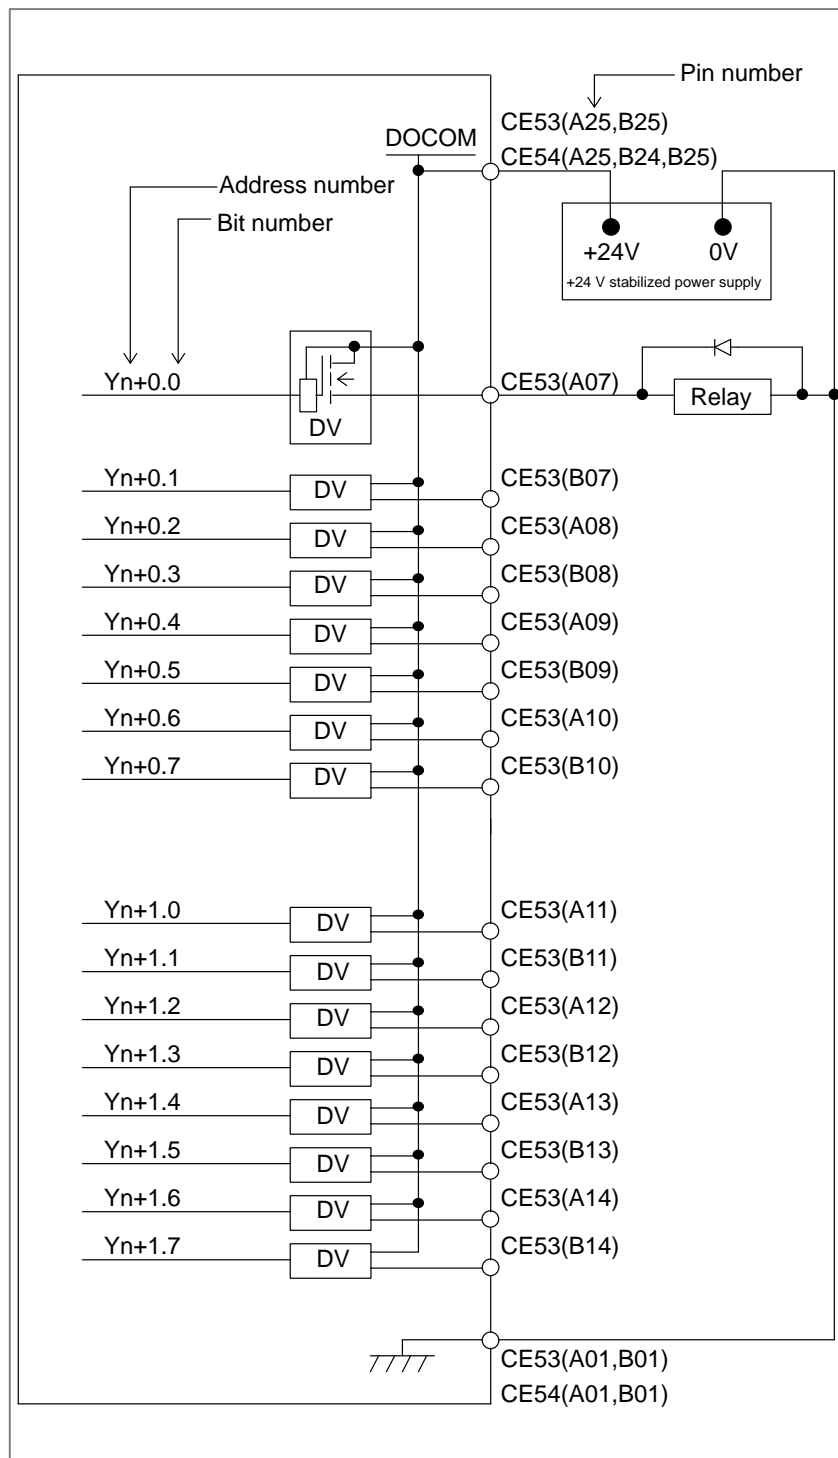 Pin number
CE53(A25,B25)
DOCOM
CE54(A25,B24,B25)
Address number
Bit number
+24V
0V
+24 V stabilized power supply
Yn+0.0
DV
CE53(A07)
Relay
Yn+0.1
DV
CE53(B07)
Yn+0.2
DV
CE53(A08)
Yn+0.3
DV
CE53(B08)
Yn+0.4
DV
CE53(A09)
Yn+0.5
DV
CE53(B09)
Yn+0.6
DV
CE53(A10)
Yn+0.7
DV
CE53(B10)
Yn+1.0
DV
CE53(A11)
Yn+1.1
DV
CE53(B11)
Yn+1.2
DV
CE53(A12)
Yn+1.3
DV
CE53(B12)
Yn+1.4
DV
CE53(A13)
Yn+1.5
DV
CE53(B13)
Yn+1.6
DV
CE53(A14)
Yn+1.7
DV
CE53(B14)
CE53(A01,B01)
CE54(A01,B01)